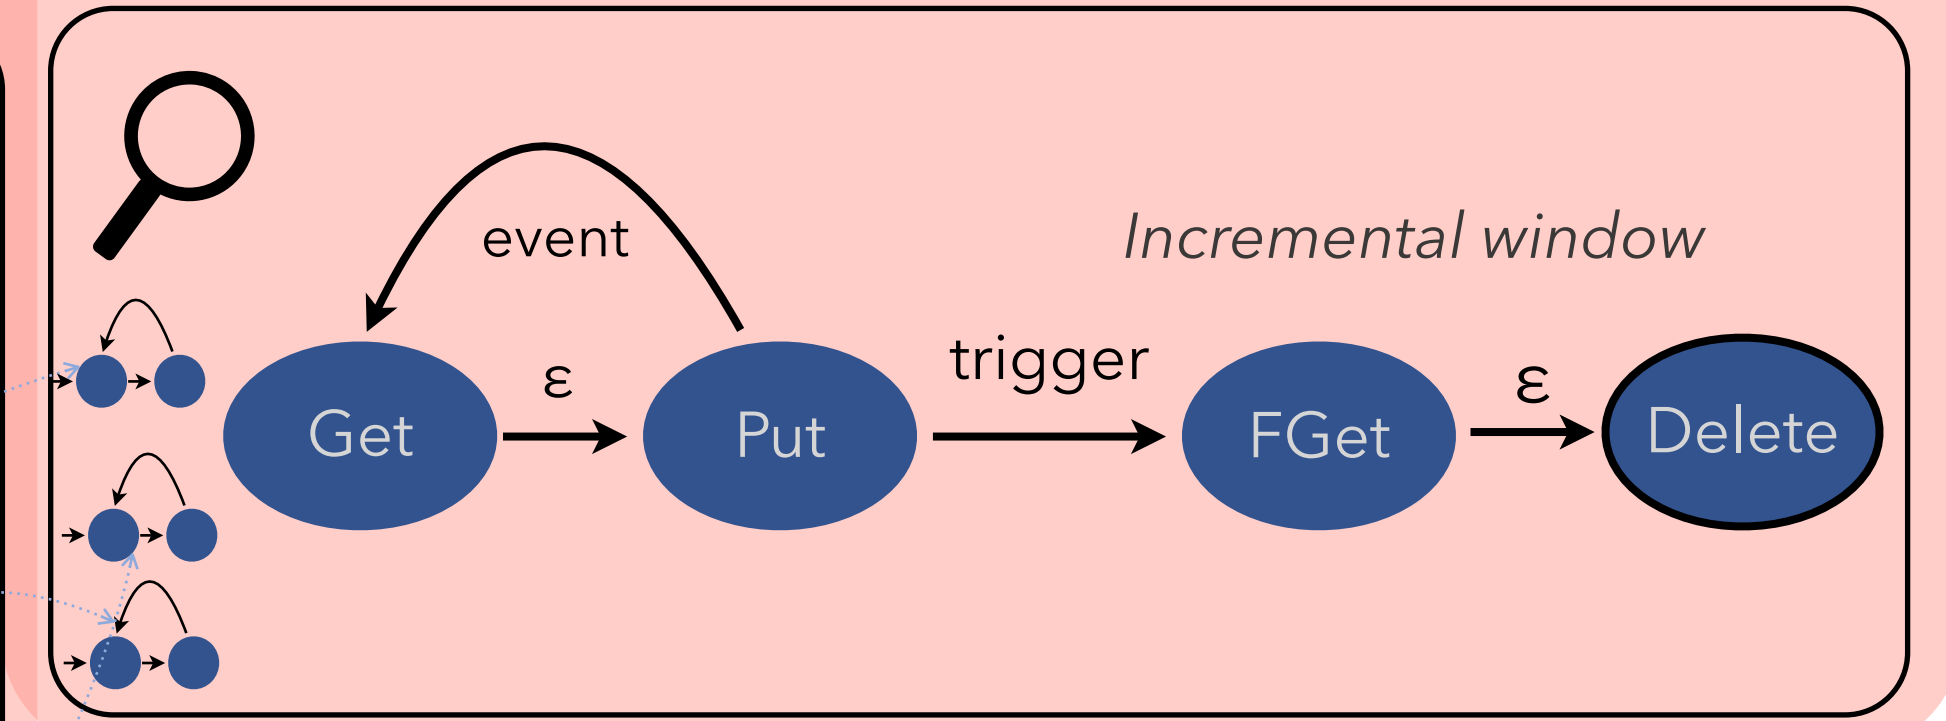 event
Incremental window
trigger
ε
ε
Get
Put
FGet
Delete